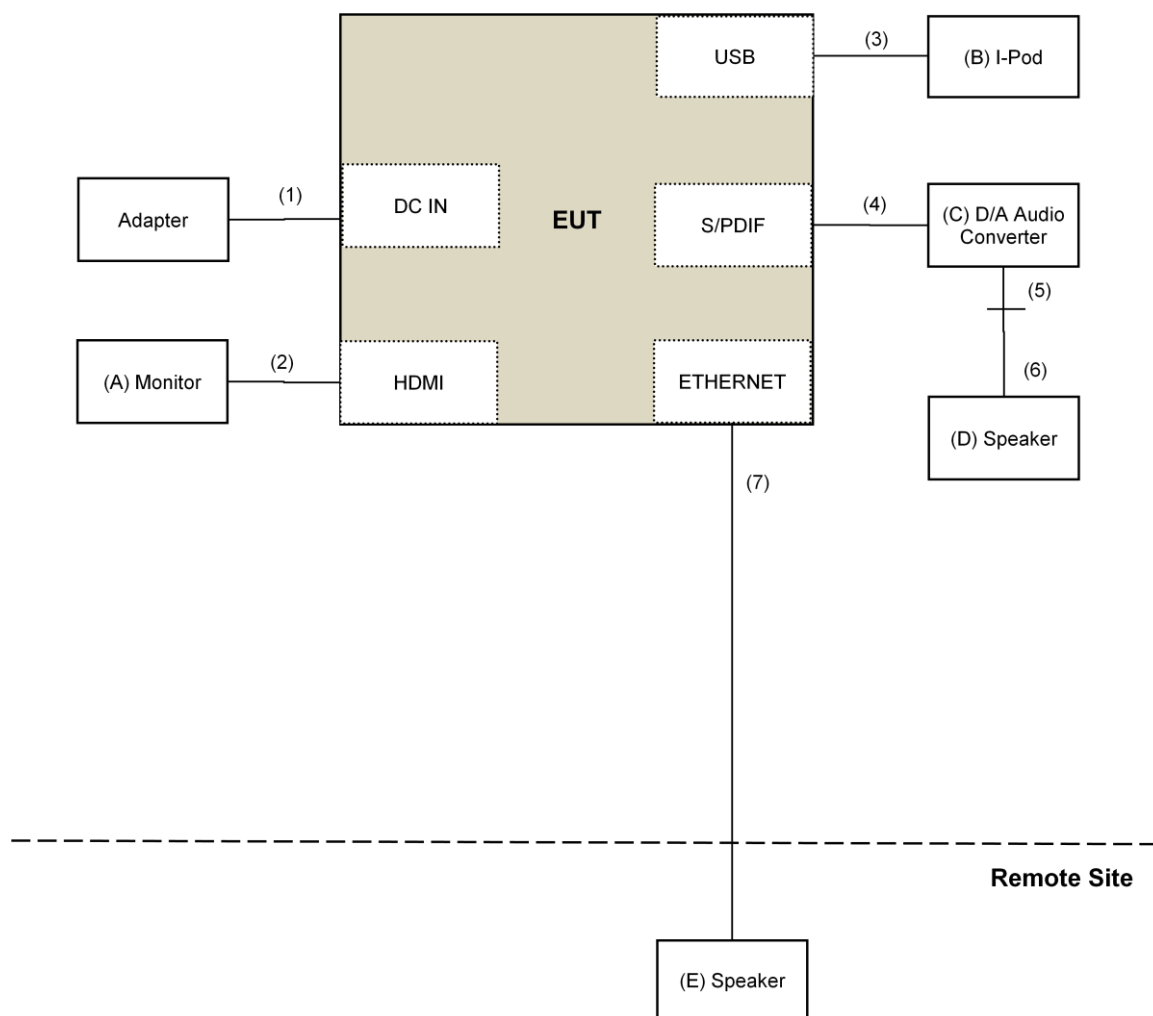 USB
(3)
(B) I-Pod
Adapter
(1)
DC IN
EUT
S/PDIF
(4)
(C) D/A Audio
Converter
(5)
(A) Monitor
(2)
HDMI
ETHERNET
(6)
(D) Speaker
(7)
Remote Site
(E) Speaker